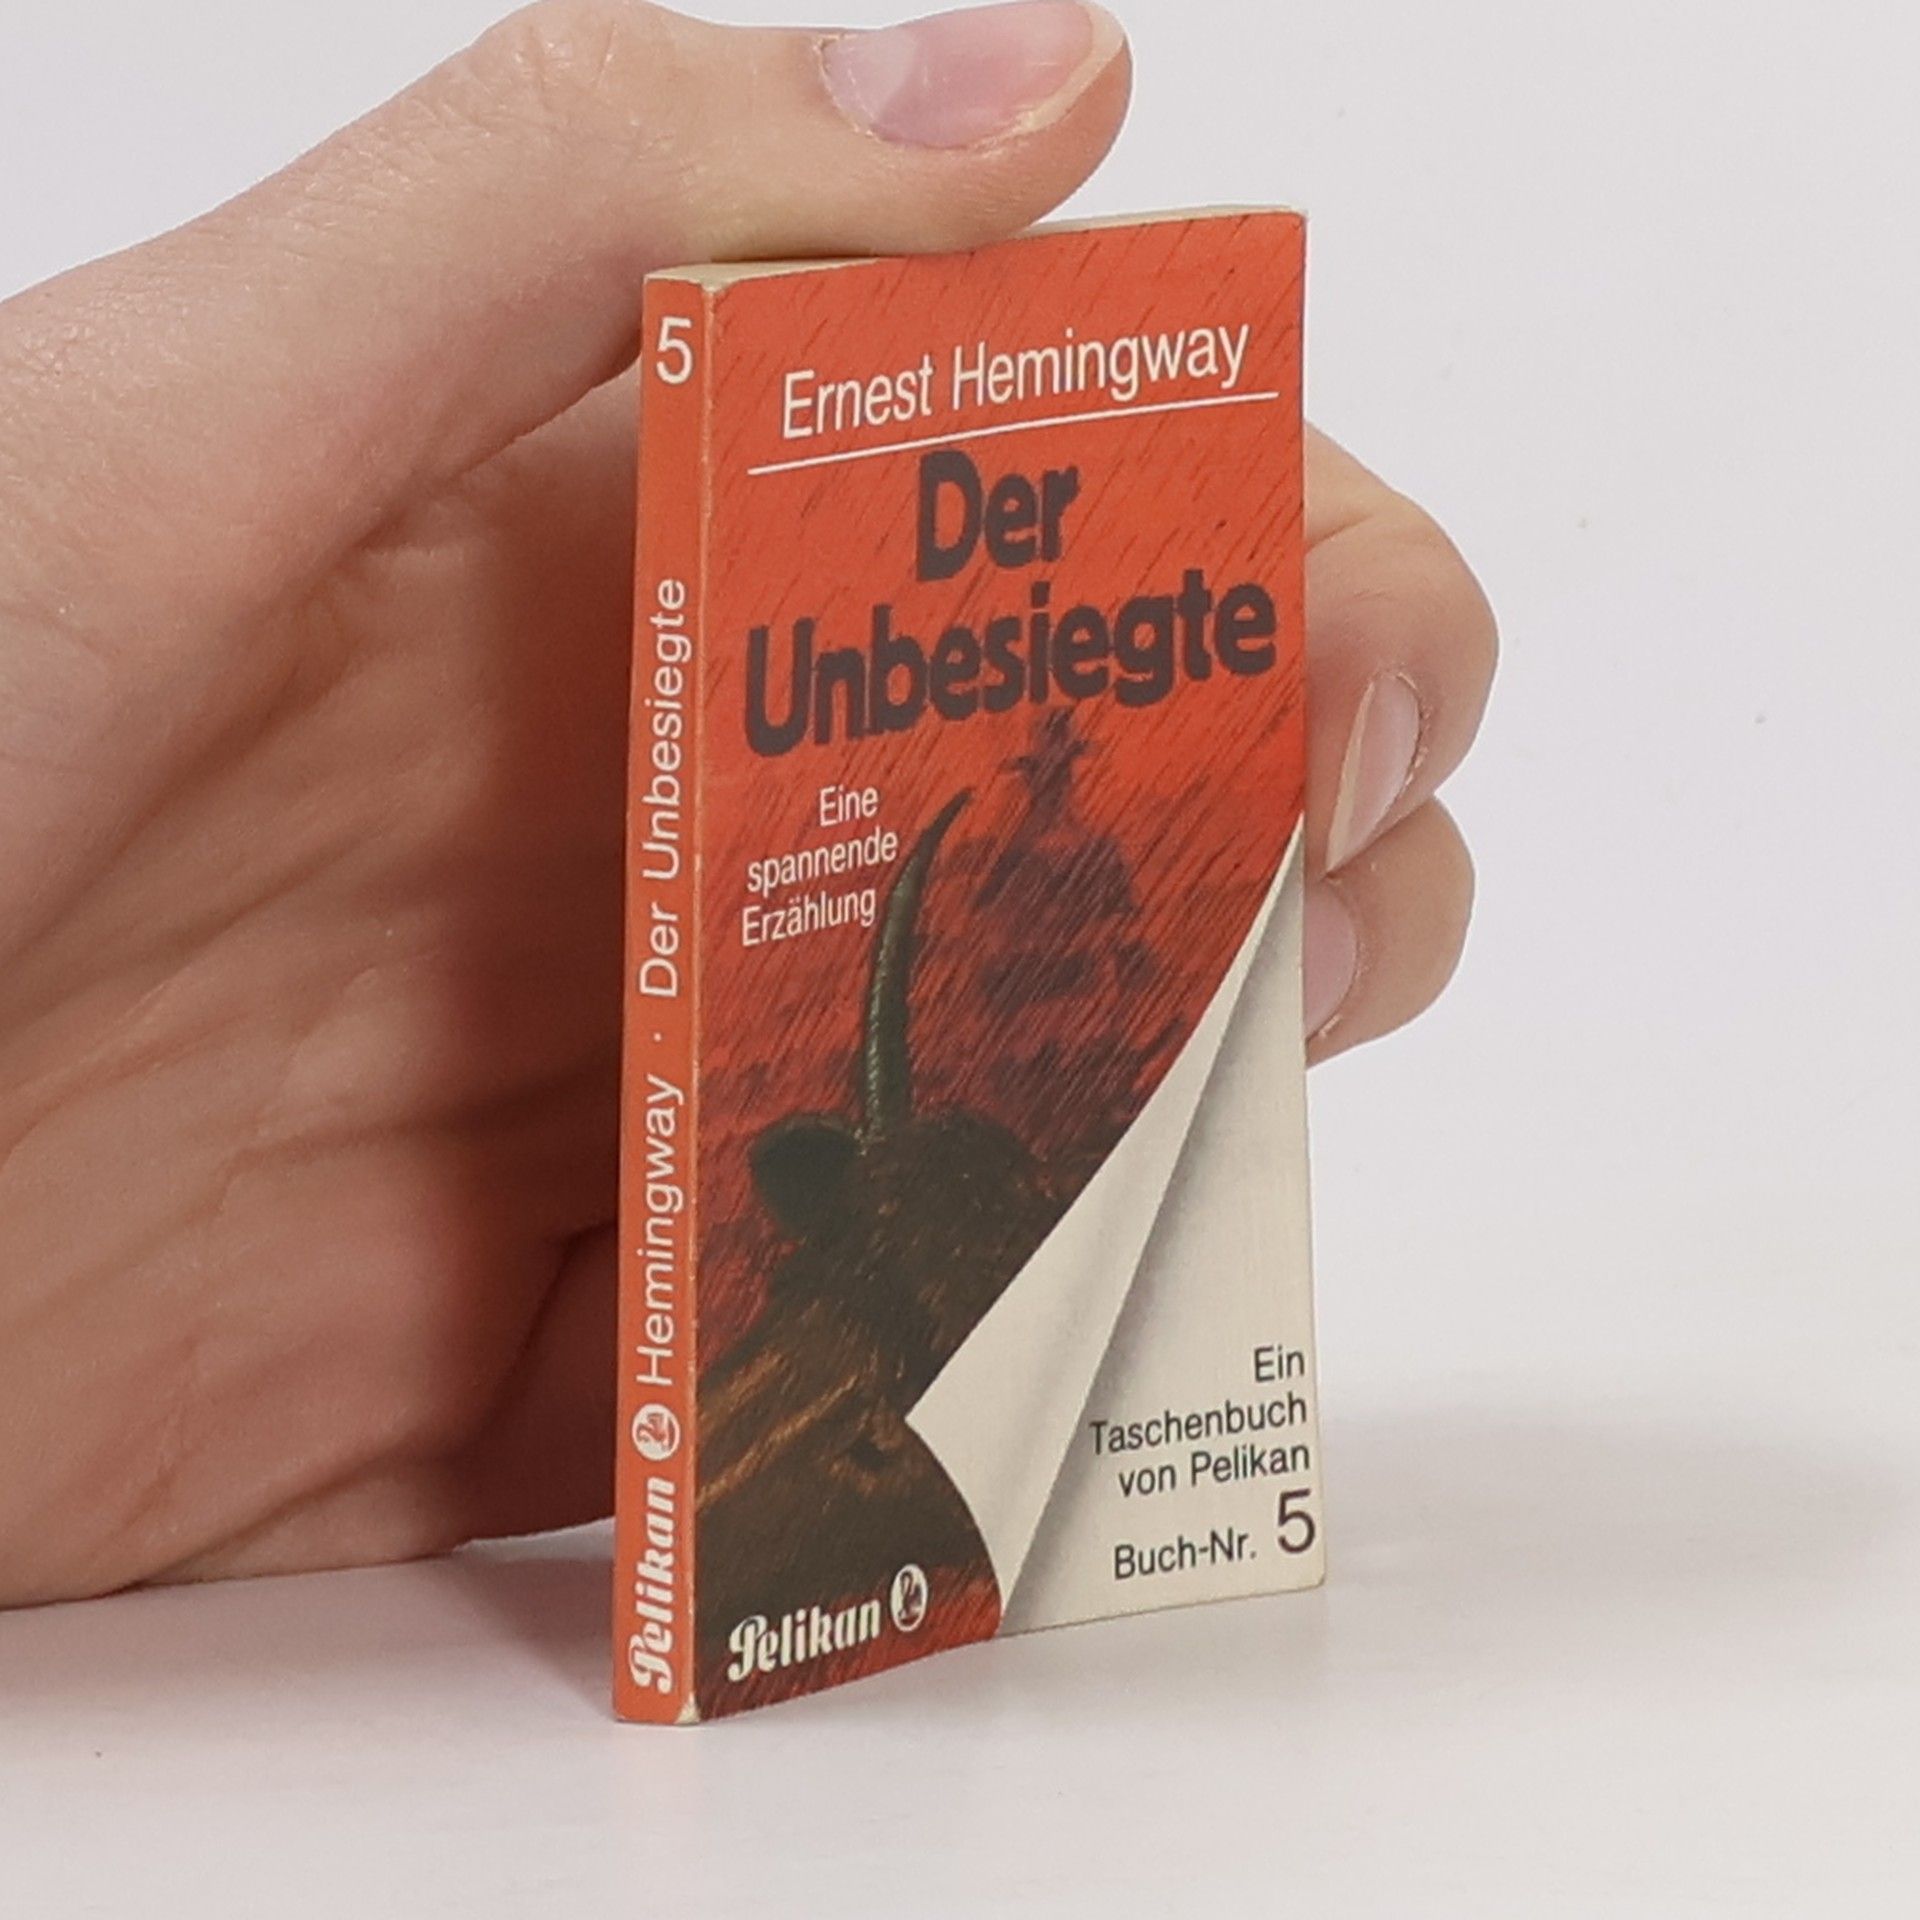 5
Hemingway · Der Unbesiegte
Pelikan
Ernest Hemingway
Der
Unbesiegte
Eine
spannende
Erzählung
Ein
Taschenbuch
von Pelikan
Buch-Nr. 5
Pelikan